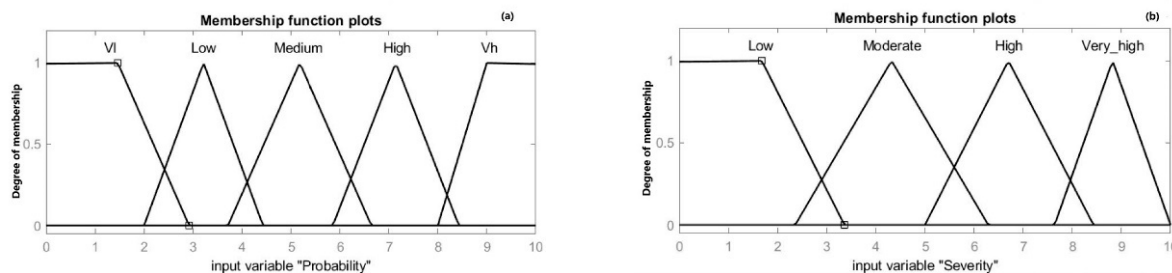 Membership function plots (a)
Vl Low Medium High Vh
1
0.5
0
Degree of membership
0 1 2 3 4 5 6 7 8 9 10
input variable "Probability"
Membership function plots (b)
Low Moderate High Very_high
1
0.5
0
Degree of membership
0 1 2 3 4 5 6 7 8 9 10
input variable "Severity"